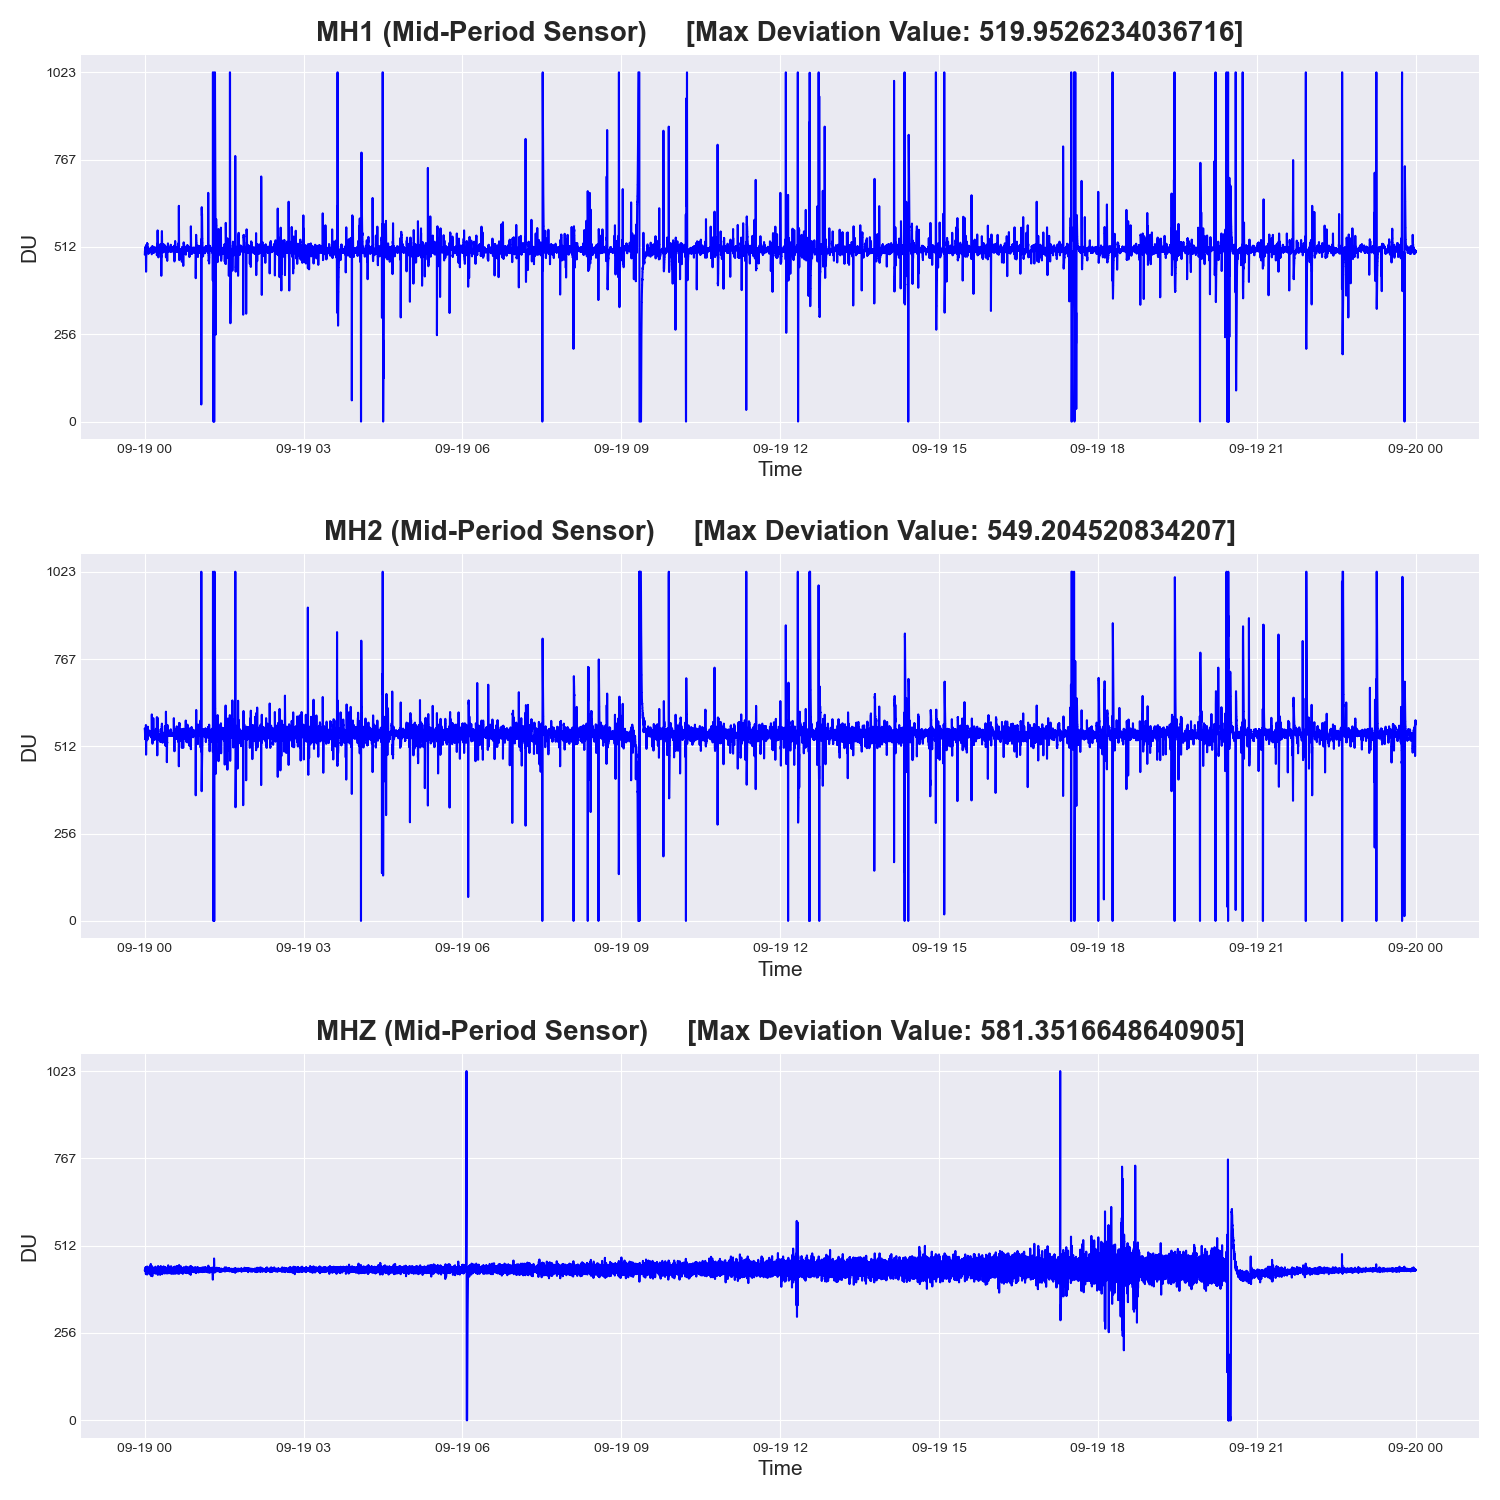 MH1 (Mid-Period Sensor) [Max Deviation Value: 519.9526234036716]
1023
767
512
256
0
DU
09-19 00 09-19 03 09-19 06 09-19 09 09-19 12 09-19 15 09-19 18 09-19 21 09-20 00
Time
MH2 (Mid-Period Sensor) [Max Deviation Value: 549.204520834207]
1023
767
512
256
0
DU
09-19 00 09-19 03 09-19 06 09-19 09 09-19 12 09-19 15 09-19 18 09-19 21 09-20 00
Time
MHZ (Mid-Period Sensor) [Max Deviation Value: 581.3516648640905]
1023
767
512
256
0
DU
09-19 00 09-19 03 09-19 06 09-19 09 09-19 12 09-19 15 09-19 18 09-19 21 09-20 00
Time